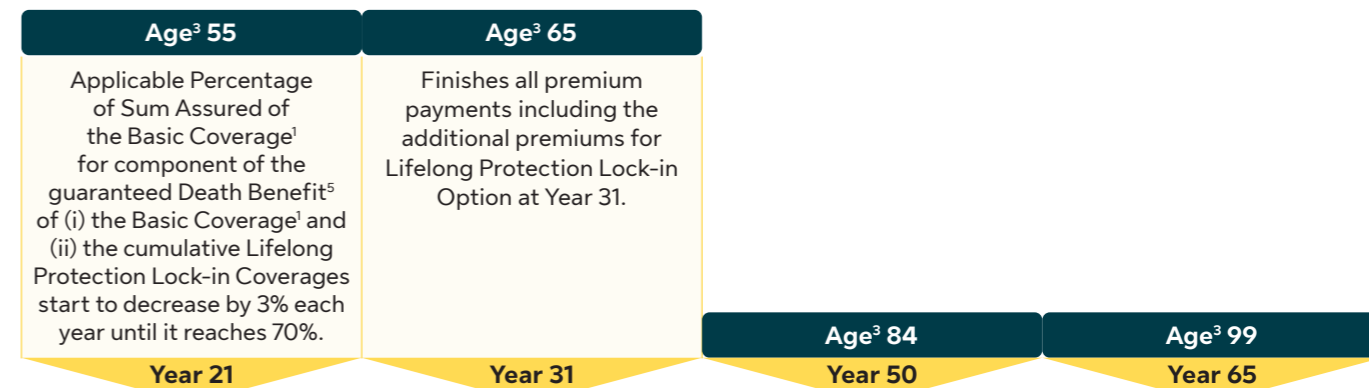 Age³ 55
Applicable Percentage
of Sum Assured of
the Basic Coverage¹
for component of the
guaranteed Death Benefit⁵
of (i) the Basic Coverage¹ and
(ii) the cumulative Lifelong
Protection Lock-in Coverages
start to decrease by 3% each
year until it reaches 70%.
Year 21
Age³ 65
Finishes all premium
payments including the
additional premiums for
Lifelong Protection Lock-in
Option at Year 31.
Year 31
Age³ 84
Year 50
Age³ 99
Year 65